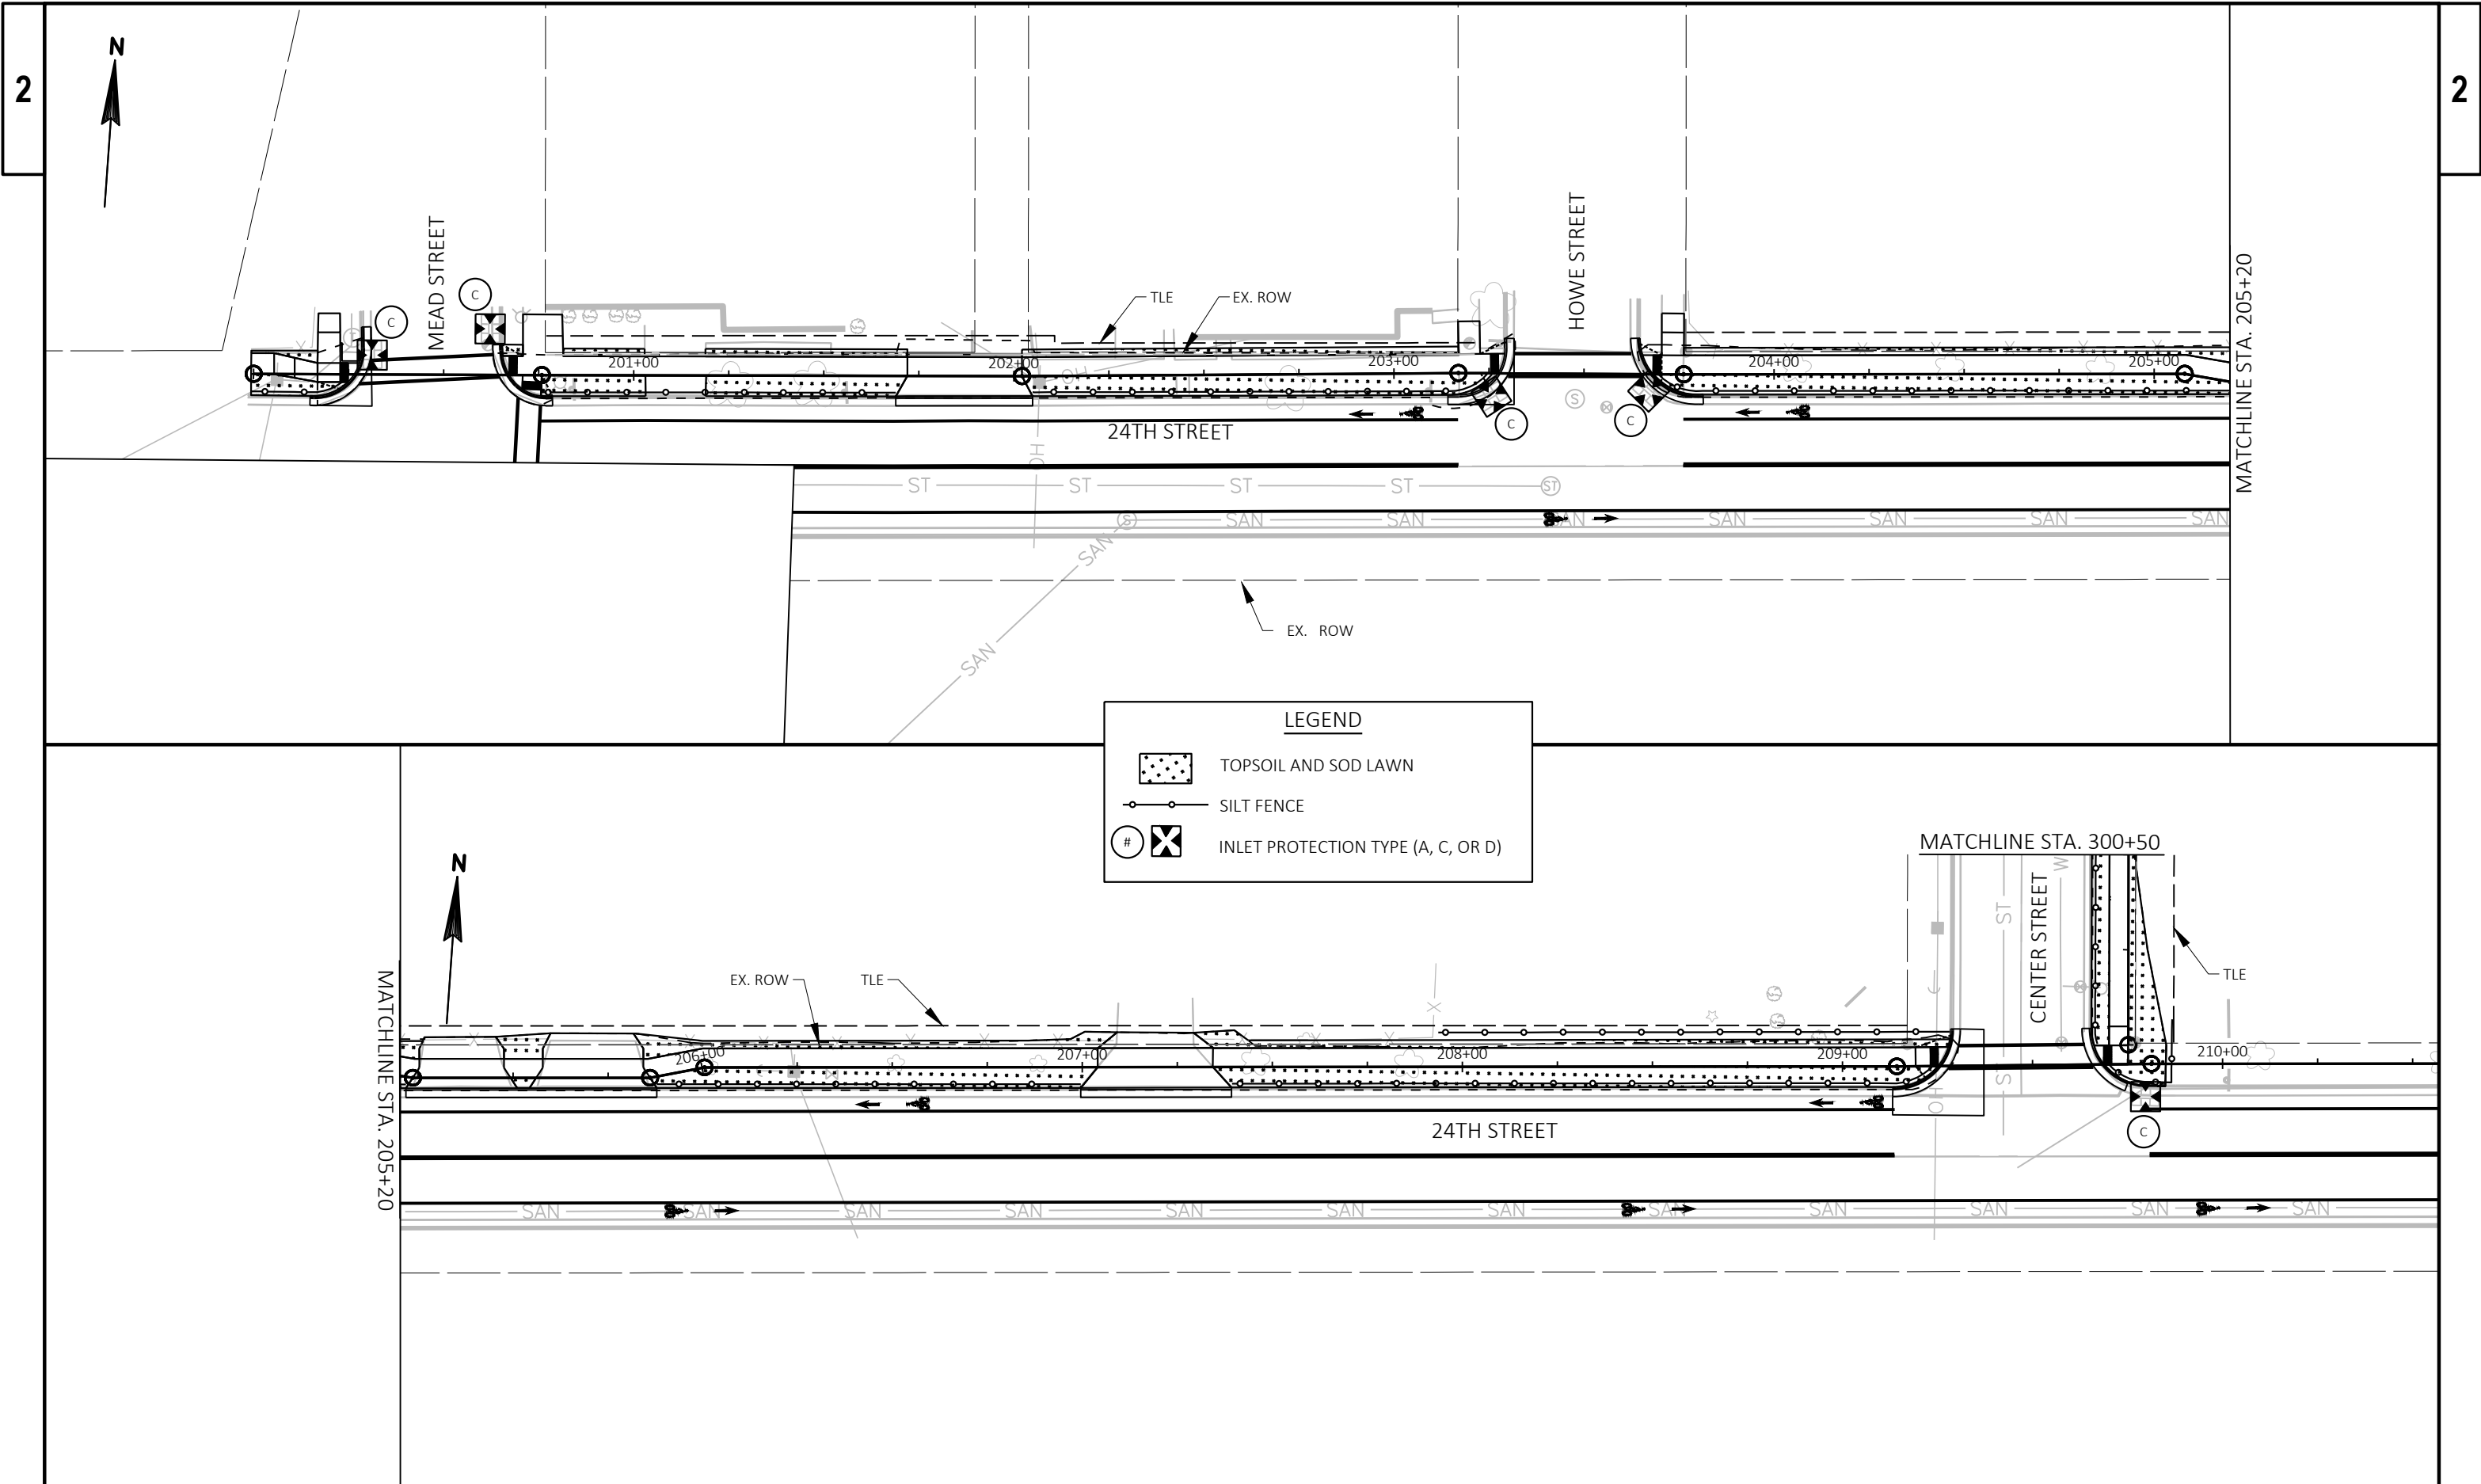 2
2
N
MEAD STREET
HOWE STREET
MATCHLINE STA. 205+20
C
C
TLE
EX. ROW
201+00
202+00
203+00
204+00
205+00
OH
C
C
24TH STREET
OH
S
ST
ST
ST
ST
ST
S
SAN
SAN
SAN
SAN
SAN
SAN
SAN
SAN
SAN
EX. ROW
LEGEND
TOPSOIL AND SOD LAWN
SILT FENCE
# INLET PROTECTION TYPE (A, C, OR D)
N
MATCHLINE STA. 300+50
W
ST
CENTER STREET
TLE
EX. ROW
TLE
MATCHLINE STA. 205+20
206+00
207+00
208+00
209+00
210+00
ST
OH
C
24TH STREET
SAN
SAN
SAN
SAN
SAN
SAN
SAN
SAN
SAN
SAN
SAN
SAN